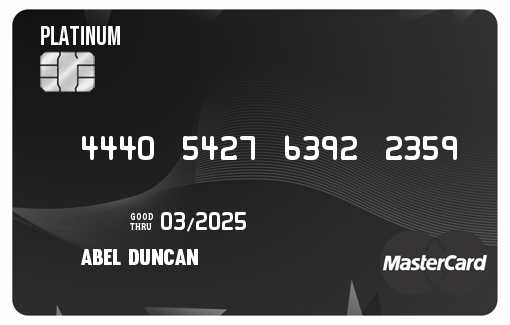 PLATINUM
4440 5427 6392 2359
GOOD THRU 03/2025
ABEL DUNCAN
MasterCard